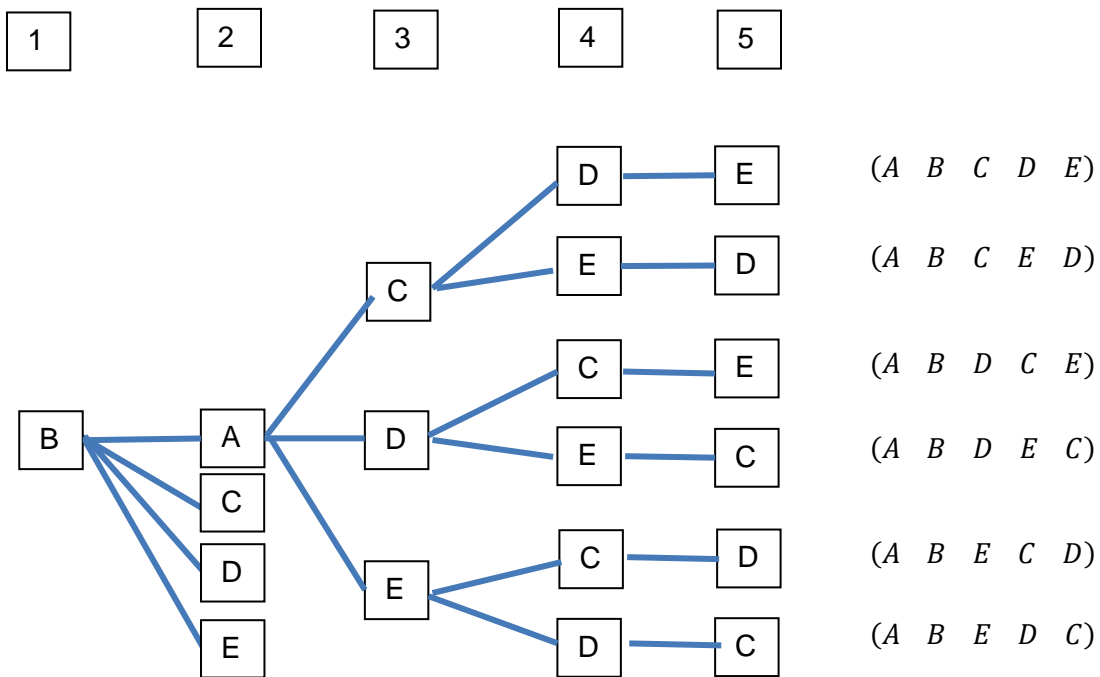 1 2 3 4 5
D E (A B C D E)
E D (A B C E D)
C
C E (A B D C E)
B A D
E C (A B D E C)
C
C D (A B E C D)
D E
D C (A B E D C)
E